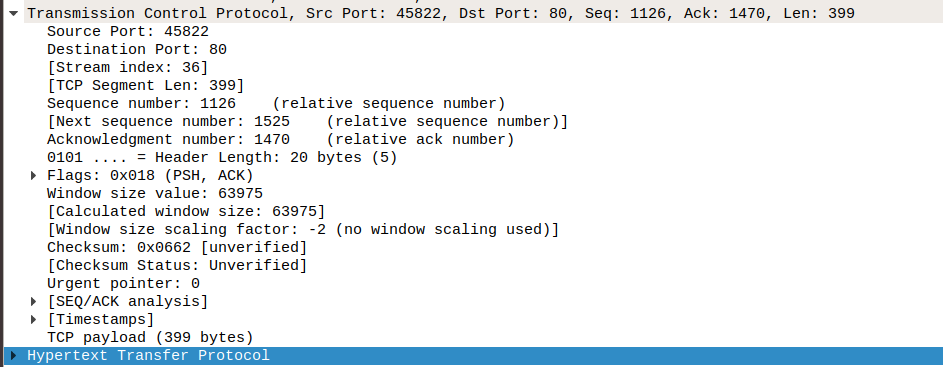 Transmission Control Protocol, Src Port: 45822, Dst Port: 80, Seq: 1126, Ack: 1470, Len: 399
Source Port: 45822
Destination Port: 80
[Stream index: 36]
[TCP Segment Len: 399]
Sequence number: 1126    (relative sequence number)
[Next sequence number: 1525    (relative sequence number)]
Acknowledgment number: 1470    (relative ack number)
0101 .... = Header Length: 20 bytes (5)
Flags: 0x018 (PSH, ACK)
Window size value: 63975
[Calculated window size: 63975]
[Window size scaling factor: -2 (no window scaling used)]
Checksum: 0x0662 [unverified]
[Checksum Status: Unverified]
Urgent pointer: 0
[SEQ/ACK analysis]
[Timestamps]
TCP payload (399 bytes)
Hypertext Transfer Protocol